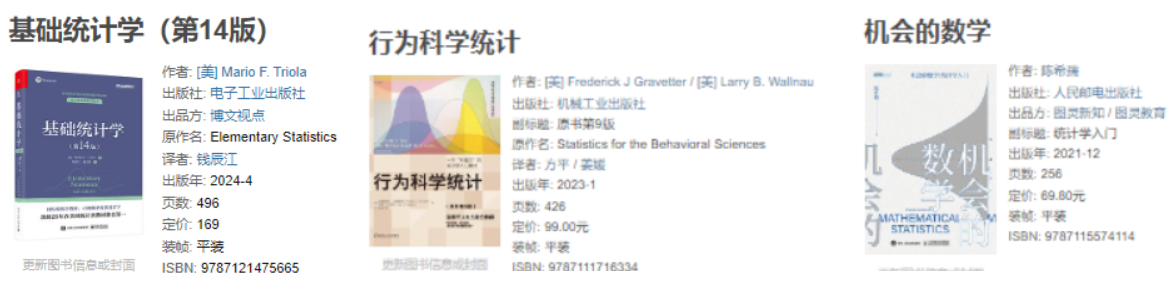 基础统计学（第14版）
作者: [美] Mario F. Triola
出版社: 电子工业出版社
出品方: 博文视点
原作名: Elementary Statistics
译者: 钱辰江
出版年: 2024-4
页数: 496
定价: 169
装帧: 平装
ISBN: 9787121475665
基础统计学
（第14版）
Elementary
Statistics
基础统计学
更新图书信息或封面
行为科学统计
作者: [美] Frederick J Gravetter / [美] Larry B. Wallnau
出版社: 机械工业出版社
副标题: 原书第9版
原作名: Statistics for the Behavioral Sciences
译者: 方平 / 姜媛
出版年: 2023-1
页数: 426
定价: 99.00元
装帧: 平装
ISBN: 9787111716334
行为科学统计
更新图书信息或封面
机会的数学
作者: 陈希孺
出版社: 人民邮电出版社
出品方: 图灵新知 / 图灵教育
副标题: 统计学入门
出版年: 2021-12
页数: 256
定价: 69.80元
装帧: 平装
ISBN: 9787115574114
机会的
数学
MATHEMATICAL
STATISTICS
机会的